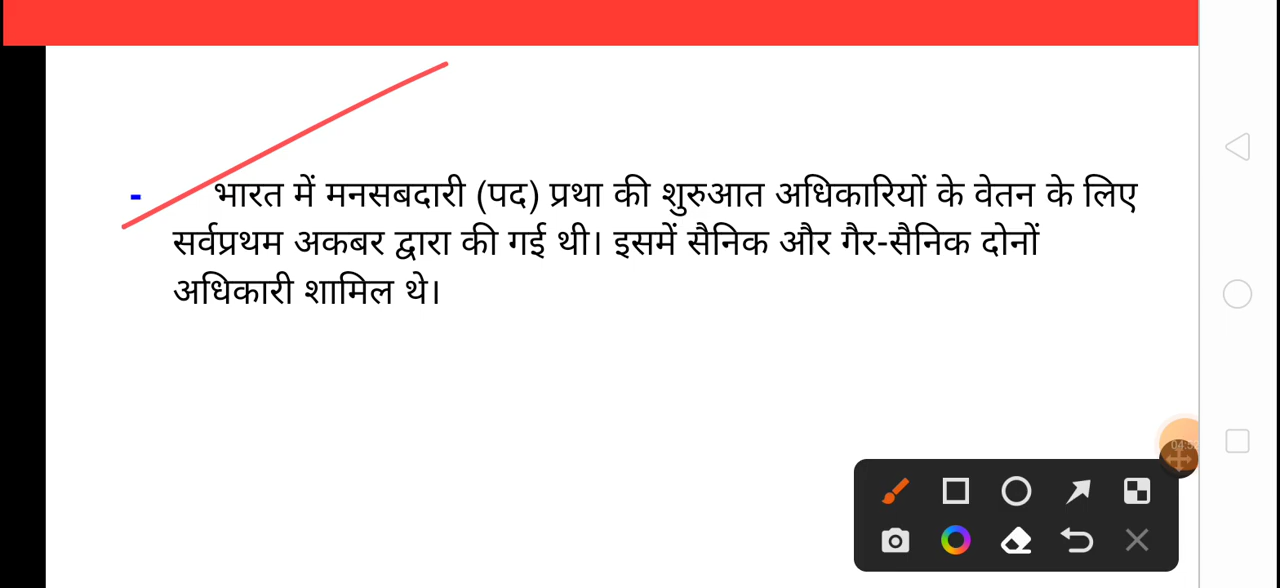 - भारत में मनसबदारी (पद) प्रथा की शुरुआत अधिकारियों के वेतन के लिए
सर्वप्रथम अकबर द्वारा की गई थी। इसमें सैनिक और गैर-सैनिक दोनों
अधिकारी शामिल थे।